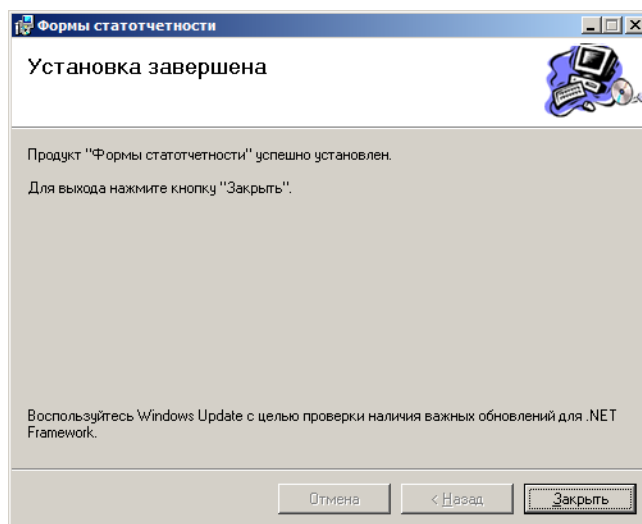 Формы статотчетности
Установка завершена
Продукт "Формы статотчетности" успешно установлен.
Для выхода нажмите кнопку "Закрыть".
Воспользуйтесь Windows Update с целью проверки наличия важных обновлений для .NET
Framework.
Отмена
< Назад
Закрыть